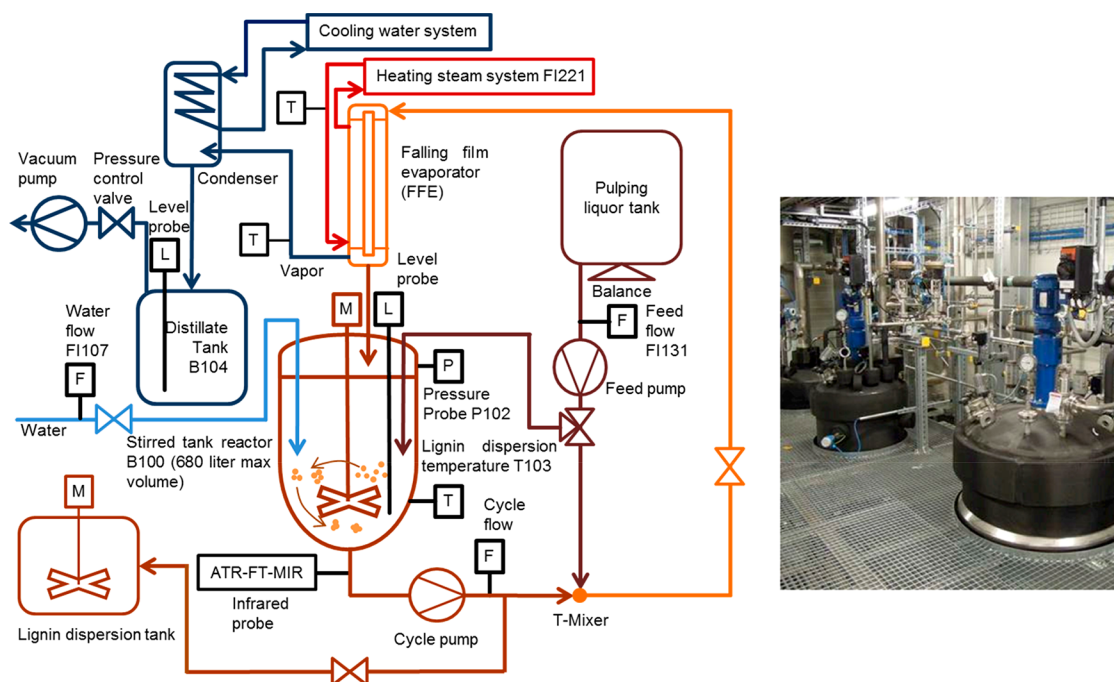 Cooling water system
Heating steam system FI221
T
Falling film
evaporator
(FFE)
Condenser
Vacuum
pump
Pressure
control
valve
Level
probe
L
T
Vapor
Distillate
Tank
B104
Pulping
liquor tank
Balance
F
Feed
flow
FI131
Feed pump
Level
probe
M
L
P
Pressure
Probe P102
Water
flow
FI107
F
Water
Stirred tank reactor
B100 (680 liter max
volume)
Lignin dispersion
temperature T103
T
M
Lignin dispersion tank
ATR-FT-MIR
Infrared
probe
Cycle
flow
F
Cycle pump
T-Mixer